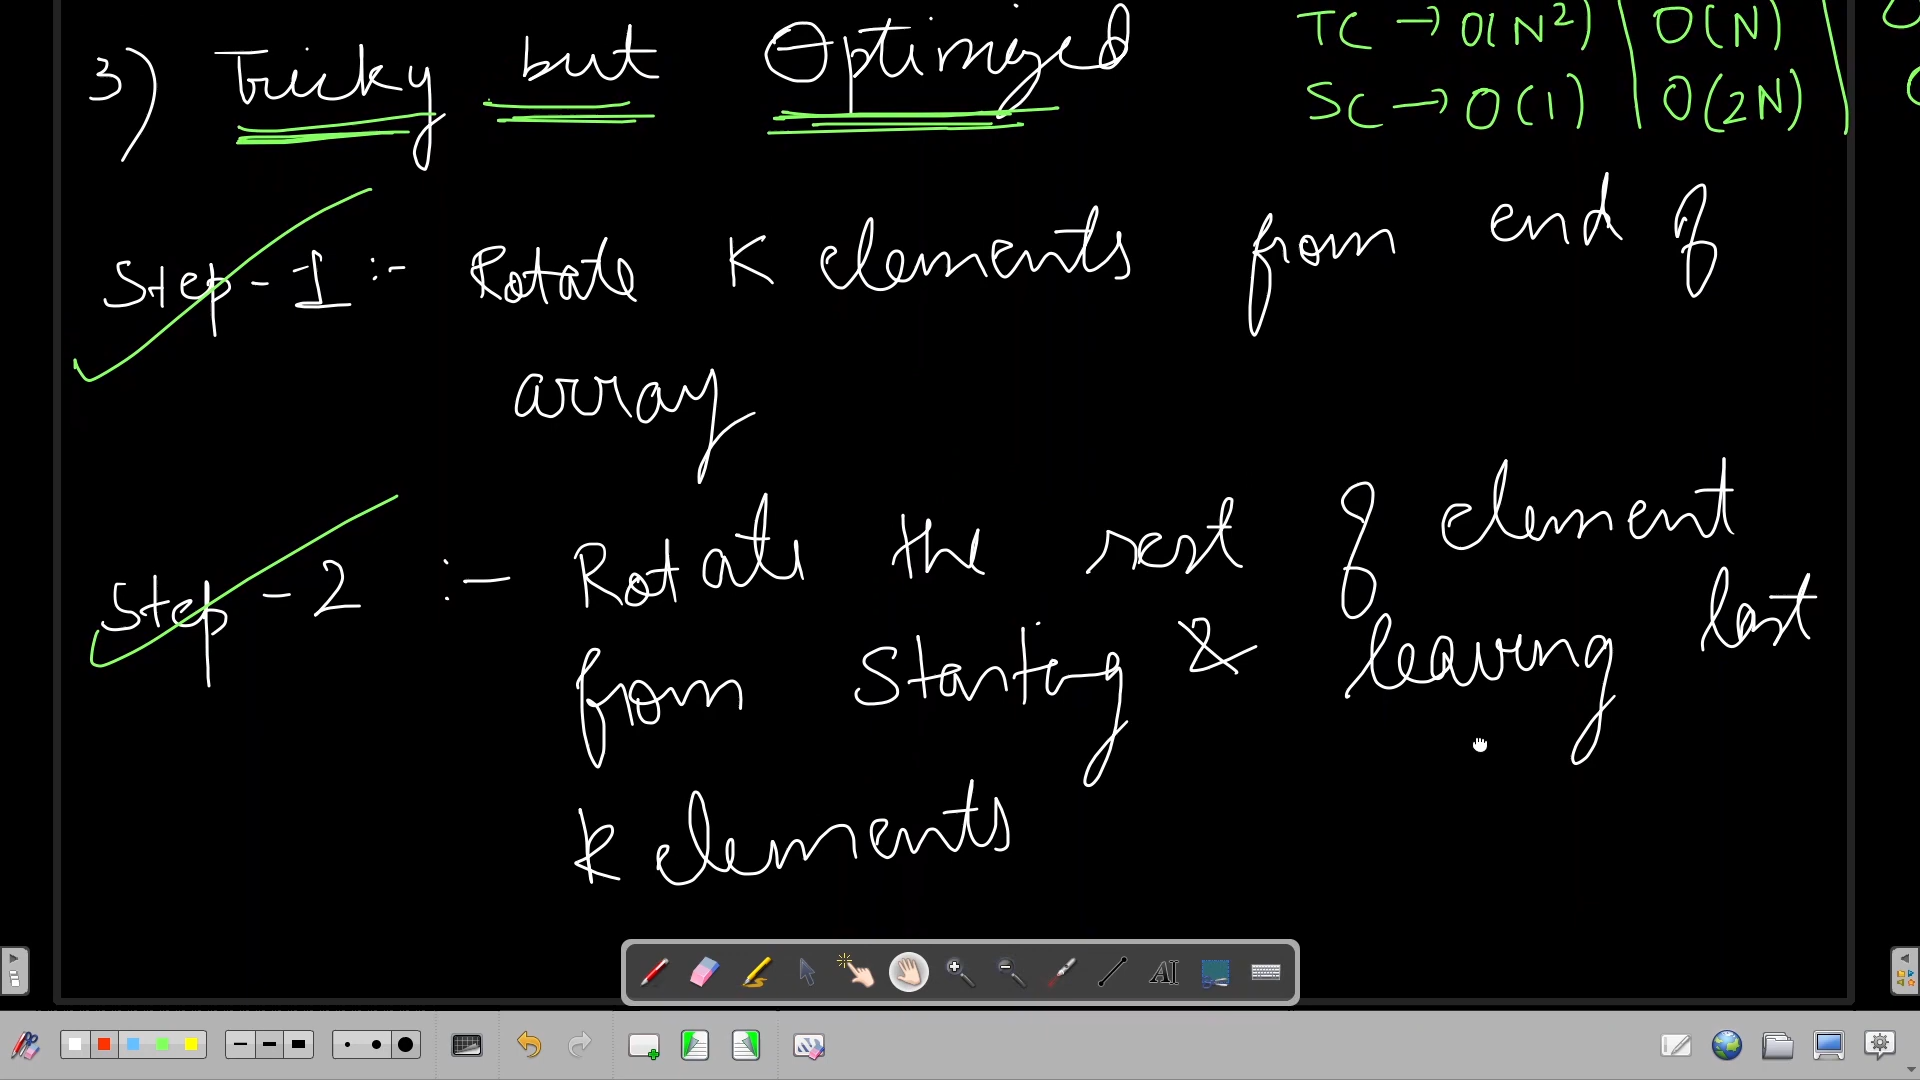 3) Tricky but Optimized
TC → O(N²) | O(N) |
SC → O(1) | O(2N) |
Step-1 :- Rotate K elements from end of
array
Step-2 :- Rotate the rest of element
from Starting & leaving last
K elements
AI